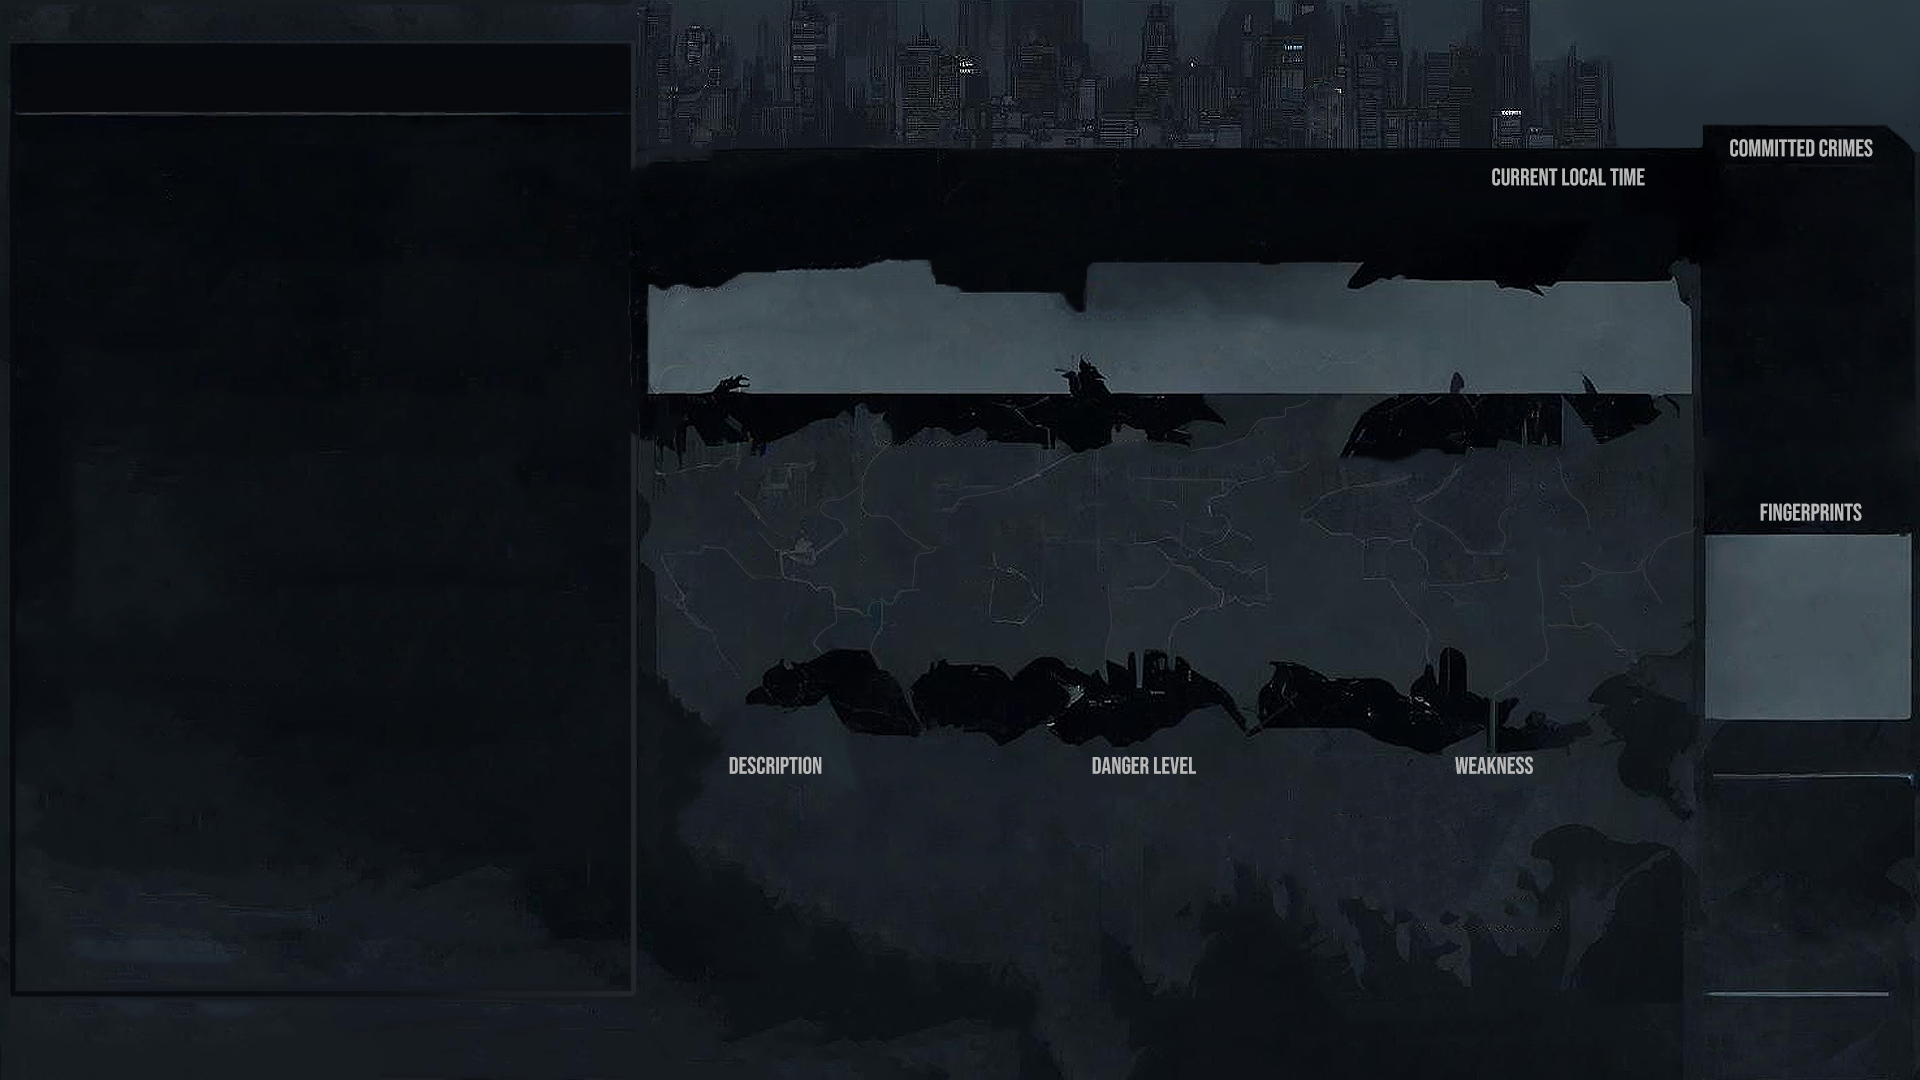 COMMITTED CRIMES
CURRENT LOCAL TIME
FINGERPRINTS
DESCRIPTION
DANGER LEVEL
WEAKNESS